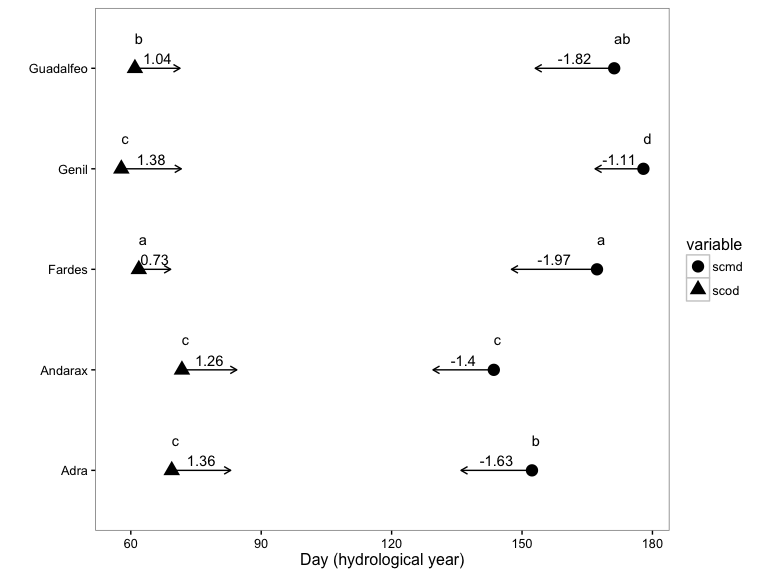 b ab
Guadalfeo 1.04 -1.82
c d
Genil 1.38 -1.11
a a
Fardes 0.73 -1.97
variable
scmd
scod
c c
Andarax 1.26 -1.4
c b
Adra 1.36 -1.63
60 90 120 150 180
Day (hydrological year)